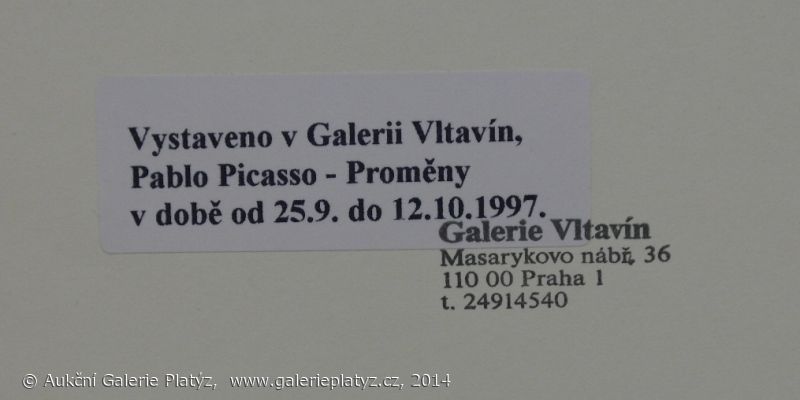 Vystaveno v Galerii Vltavín,
Pablo Picasso - Proměny
v době od 25.9. do 12.10.1997.
Galerie Vltavín
Masarykovo nábř. 36
110 00 Praha 1
t. 24914540
© Aukční Galerie Platýz, www.galerieplatyz.cz, 2014